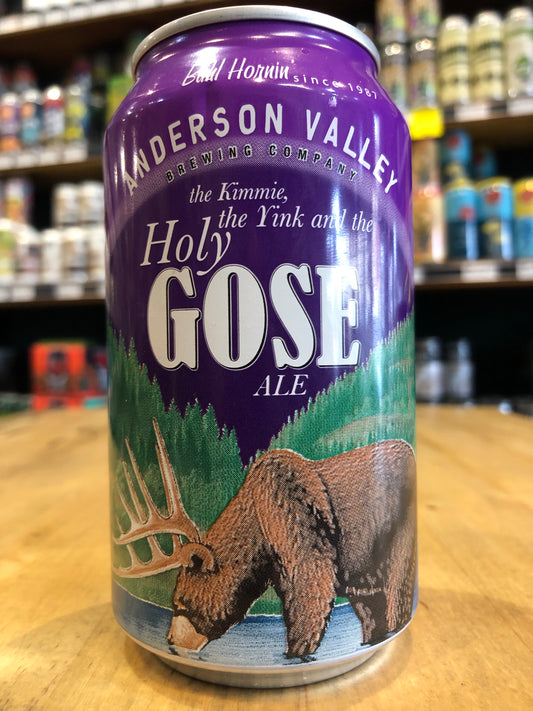 Bahl Hornin since 1987
ANDERSON VALLEY
BREWING COMPANY
the Kimmie,
the Yink and the
Holy
GOSE
ALE